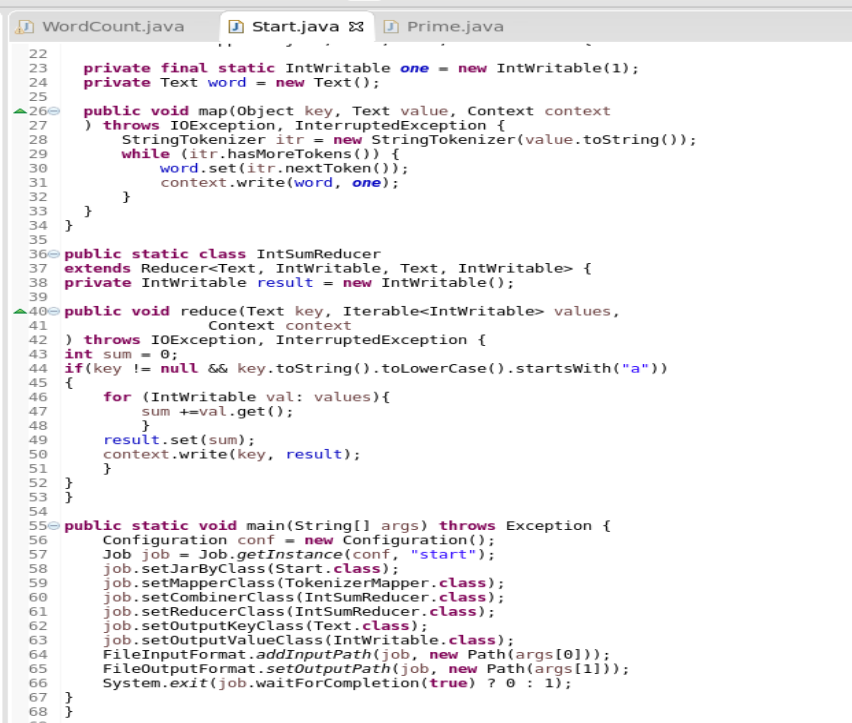 WordCount.java Start.java Prime.java
22
23 private final static IntWritable one = new IntWritable(1);
24 private Text word = new Text();
25
26 public void map(Object key, Text value, Context context
27 ) throws IOException, InterruptedException {
28 StringTokenizer itr = new StringTokenizer(value.toString());
29 while (itr.hasMoreTokens()) {
30 word.set(itr.nextToken());
31 context.write(word, one);
32 }
33 }
34 }
35
36 public static class IntSumReducer
37 extends Reducer<Text, IntWritable, Text, IntWritable> {
38 private IntWritable result = new IntWritable();
39
40 public void reduce(Text key, Iterable<IntWritable> values,
41 Context context
42 ) throws IOException, InterruptedException {
43 int sum = 0;
44 if(key != null && key.toString().toLowerCase().startsWith("a"))
45 {
46 for (IntWritable val: values){
47 sum +=val.get();
48 }
49 result.set(sum);
50 context.write(key, result);
51 }
52 }
53 }
54
55 public static void main(String[] args) throws Exception {
56 Configuration conf = new Configuration();
57 Job job = Job.getInstance(conf, "start");
58 job.setJarByClass(Start.class);
59 job.setMapperClass(TokenizerMapper.class);
60 job.setCombinerClass(IntSumReducer.class);
61 job.setReducerClass(IntSumReducer.class);
62 job.setOutputKeyClass(Text.class);
63 job.setOutputValueClass(IntWritable.class);
64 FileInputFormat.addInputPath(job, new Path(args[0]));
65 FileOutputFormat.setOutputPath(job, new Path(args[1]));
66 System.exit(job.waitForCompletion(true) ? 0 : 1);
67 }
68 }